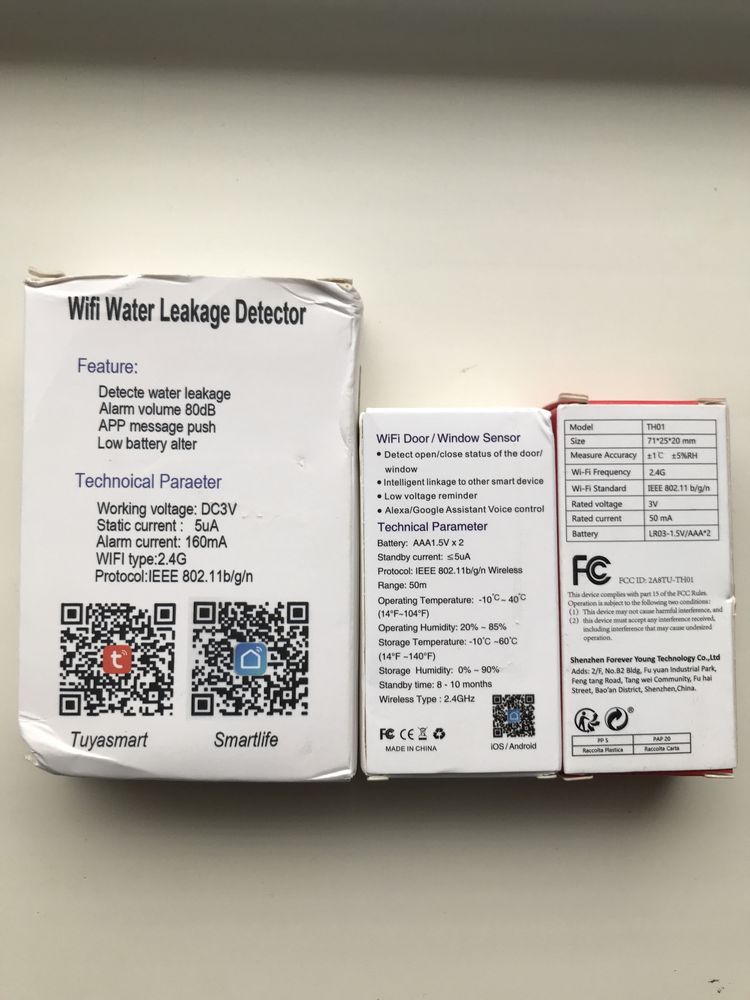 Wifi Water Leakage Detector
Feature:
Detecte water leakage
Alarm volume 80dB
APP message push
Low battery alter
Technoical Paraeter
Working voltage: DC3V
Static current : 5uA
Alarm current: 160mA
WIFI type:2.4G
Protocol:IEEE 802.11b/g/n
Tuyasmart
Smartlife
WiFi Door / Window Sensor
• Detect open/close status of the door/
window
• Intelligent linkage to other smart device
• Low voltage reminder
• Alexa/Google Assistant Voice control
Technical Parameter
Battery: AAA1.5V x 2
Standby current: ≤5uA
Protocol: IEEE 802.11b/g/n Wireless
Range: 50m
Operating Temperature: -10℃~ 40℃
(14°F~104°F)
Operating Humidity: 20% ~ 85%
Storage Temperature: -10℃ ~60℃
(14°F ~140°F)
Storage Humidity: 0% ~ 90%
Standby time: 8 - 10 months
Wireless Type : 2.4GHz
FC CE
MADE IN CHINA
iOS / Android
Model TH01
Size 71*25*20 mm
Measure Accuracy ±1℃ ±5%RH
Wi-Fi Frequency 2.4G
Wi-Fi Standard IEEE 802.11 b/g/n
Rated voltage 3V
Rated current 50 mA
Battery LR03-1.5V/AAA*2
FC FCC ID: 2A8TU-TH01
This device complies with part 15 of the FCC Rules.
Operation is subject to the following two conditions:
(1) This device may not cause harmful interference, and
(2) this device must accept any interference received,
including interference that may cause undesired
operation.
Shenzhen Forever Young Technology Co.,Ltd
Adds: 2/F, No.B2 Bldg, Fu yuan Industrial Park,
Feng tang Road, Tang wei Community, Fu hai
Street, Bao'an District, Shenzhen,China.
®
PP 5 PAP 20
Raccolta Plastica Raccolta Carta